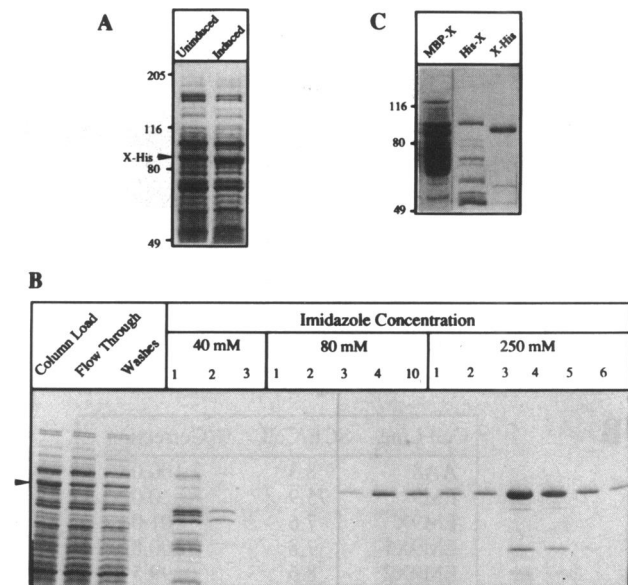 A
Uninduced
Induced
205
116
X-His
80
49
C
MBP-X
His-X
X-His
116
80
49
B
Column Load
Flow Through
Washes
Imidazole Concentration
40 mM
80 mM
250 mM
1 2 3 1 2 3 4 10 1 2 3 4 5 6